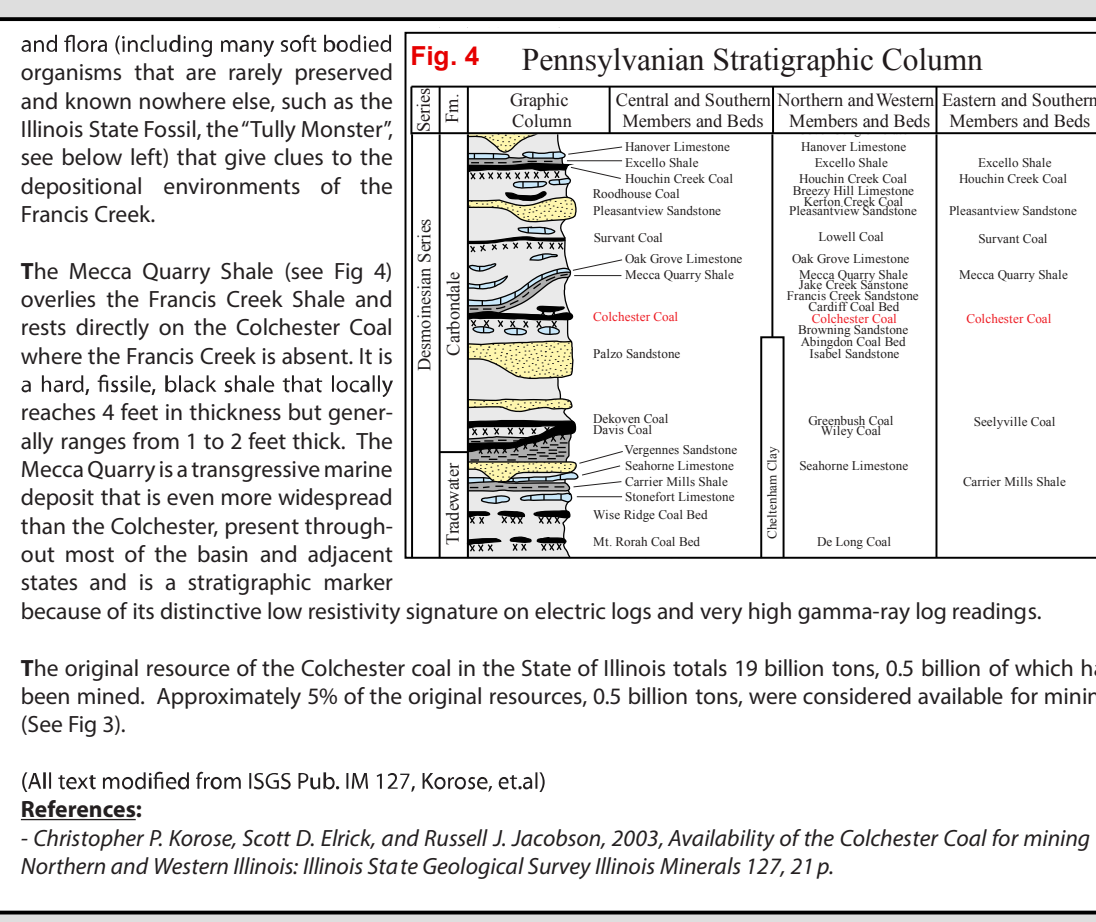 and flora (including many soft bodied
organisms that are rarely preserved
and known nowhere else, such as the
Illinois State Fossil, the “Tully Monster”,
see below left) that give clues to the
depositional environments of the
Francis Creek.
The Mecca Quarry Shale (see Fig 4)
overlies the Francis Creek Shale and
rests directly on the Colchester Coal
where the Francis Creek is absent. It is
a hard, fissile, black shale that locally
reaches 4 feet in thickness but gener-
ally ranges from 1 to 2 feet thick. The
Mecca Quarry is a transgressive marine
deposit that is even more widespread
than the Colchester, present through-
out most of the basin and adjacent
states and is a stratigraphic marker
because of its distinctive low resistivity signature on electric logs and very high gamma-ray log readings.
Fig. 4
Pennsylvanian Stratigraphic Column
Series
Fm.
Graphic
Column
Central and Southern
Members and Beds
Northern and Western
Members and Beds
Eastern and Southern
Members and Beds
Desmoinesian Series
Carbondale
Tradewater
Hanover Limestone
Excello Shale
Houchin Creek Coal
Roodhouse Coal
Pleasantview Sandstone
Survant Coal
Oak Grove Limestone
Mecca Quarry Shale
Colchester Coal
Palzo Sandstone
Dekoven Coal
Davis Coal
Vergennes Sandstone
Seahorne Limestone
Carrier Mills Shale
Stonefort Limestone
Wise Ridge Coal Bed
Mt. Rorah Coal Bed
Cheltenham Clay
Hanover Limestone
Excello Shale
Houchin Creek Coal
Breezy Hill Limestone
Kerton Creek Coal
Pleasantview Sandstone
Lowell Coal
Oak Grove Limestone
Mecca Quarry Shale
Jake Creek Sanstone
Francis Creek Sandstone
Cardiff Coal Bed
Colchester Coal
Browning Sandstone
Abingdon Coal Bed
Isabel Sandstone
Greenbush Coal
Wiley Coal
Seahorne Limestone
De Long Coal
Excello Shale
Houchin Creek Coal
Pleasantview Sandstone
Survant Coal
Mecca Quarry Shale
Colchester Coal
Seelyville Coal
Carrier Mills Shale
The original resource of the Colchester coal in the State of Illinois totals 19 billion tons, 0.5 billion of which ha
been mined. Approximately 5% of the original resources, 0.5 billion tons, were considered available for minin
(See Fig 3).
(All text modified from ISGS Pub. IM 127, Korose, et.al)
References:
- Christopher P. Korose, Scott D. Elrick, and Russell J. Jacobson, 2003, Availability of the Colchester Coal for mining
Northern and Western Illinois: Illinois State Geological Survey Illinois Minerals 127, 21 p.